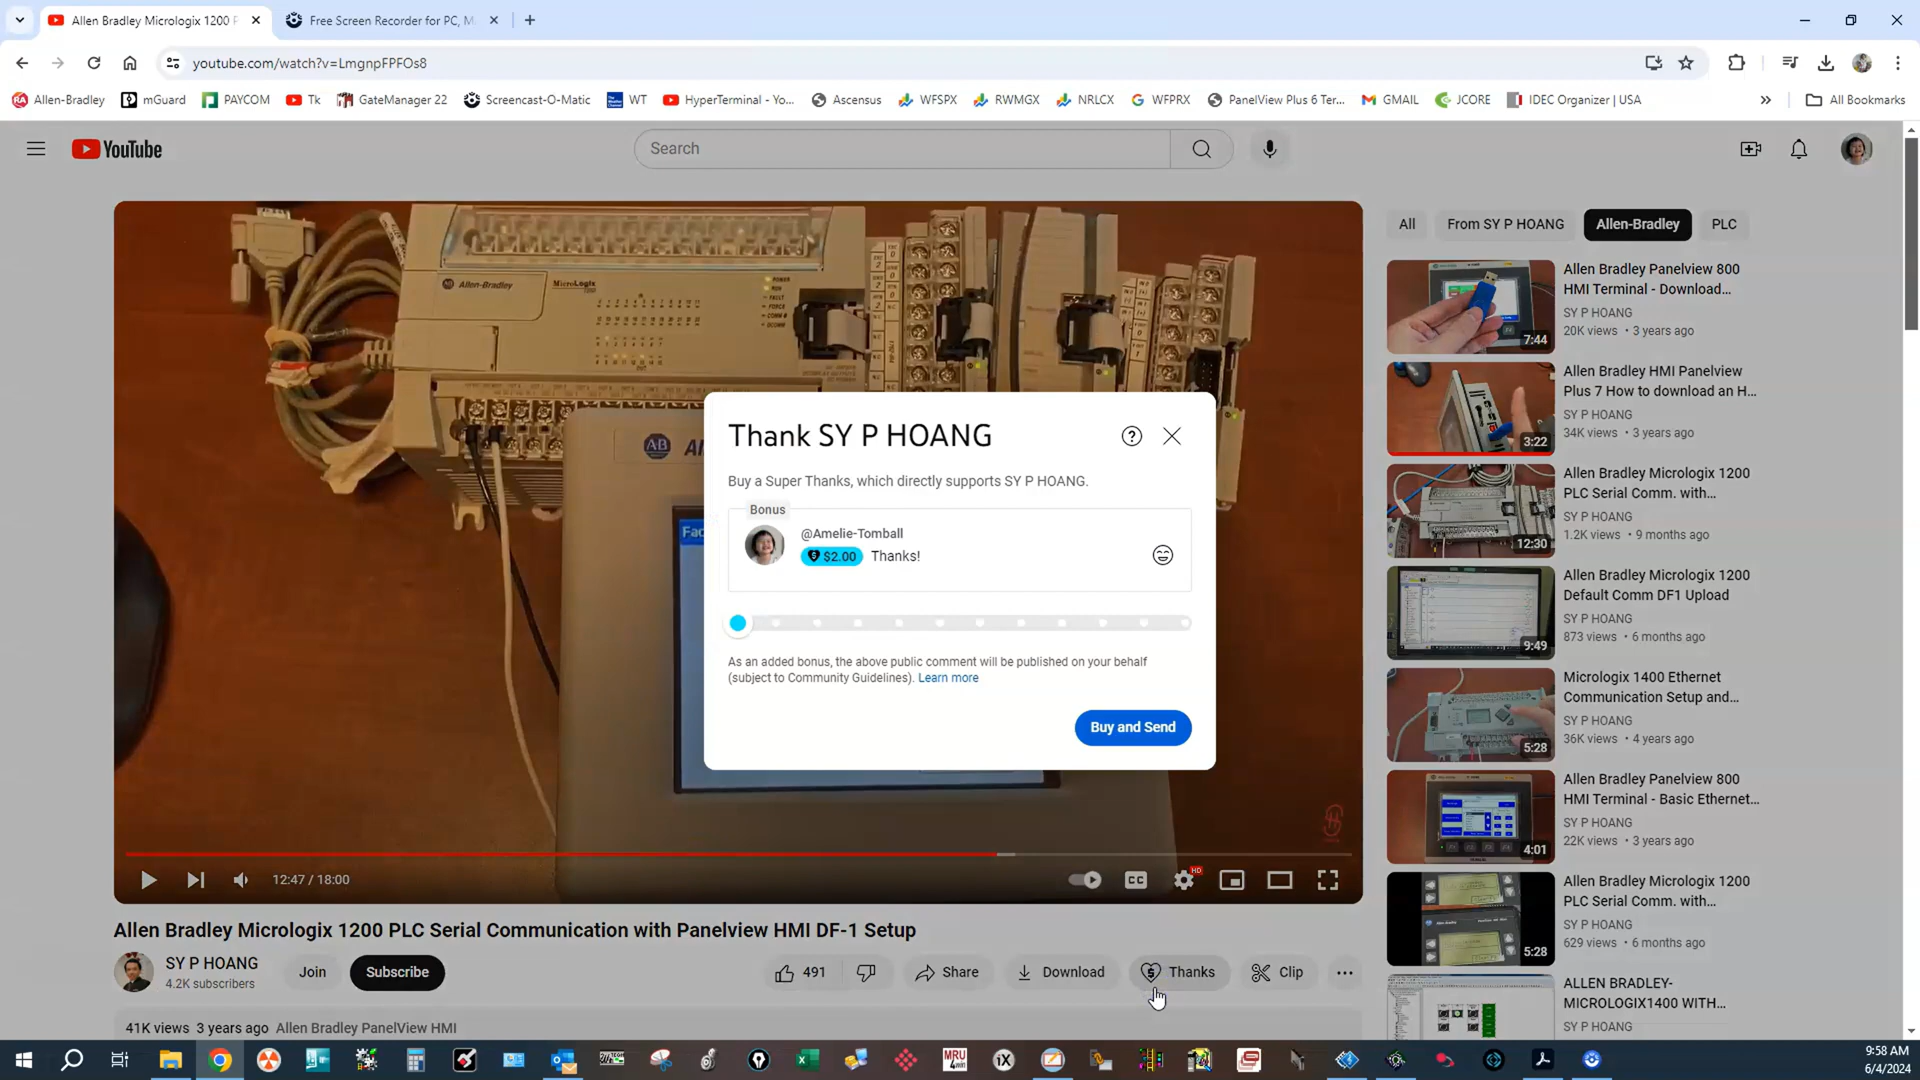 Allen Bradley Micrologix 1200 P
Free Screen Recorder for PC, M
youtube.com/watch?v=LmgnpFPFOs8
Allen-Bradley
mGuard
PAYCOM
Tk
GateManager 22
Screencast-O-Matic
WT
HyperTerminal - Yo...
Ascensus
WFSPX
RWMGX
NRLCX
WFPRX
PanelView Plus 6 Ter...
GMAIL
JCORE
IDEC Organizer | USA
All Bookmarks
YouTube
Search
Allen-Bradley
MicroLogix
POWER
RUN
FAULT
FORCE
Fac
Thank SY P HOANG
Buy a Super Thanks, which directly supports SY P HOANG.
Bonus
@Amelie-Tomball
$2.00 Thanks!
As an added bonus, the above public comment will be published on your behalf
(subject to Community Guidelines). Learn more
Buy and Send
12:47 / 18:00
CC
HD
Allen Bradley Micrologix 1200 PLC Serial Communication with Panelview HMI DF-1 Setup
SY P HOANG
4.2K subscribers
Join
Subscribe
491
Share
Download
Thanks
Clip
41K views 3 years ago Allen Bradley PanelView HMI
All
From SY P HOANG
Allen-Bradley
PLC
Allen Bradley Panelview 800
HMI Terminal - Download...
SY P HOANG
20K views • 3 years ago
7:44
Allen Bradley HMI Panelview
Plus 7 How to download an H...
SY P HOANG
34K views • 3 years ago
3:22
Allen Bradley Micrologix 1200
PLC Serial Comm. with...
SY P HOANG
1.2K views • 9 months ago
12:30
Allen Bradley Micrologix 1200
Default Comm DF1 Upload
SY P HOANG
873 views • 6 months ago
9:49
Micrologix 1400 Ethernet
Communication Setup and...
SY P HOANG
36K views • 4 years ago
5:28
Allen Bradley Panelview 800
HMI Terminal - Basic Ethernet...
SY P HOANG
22K views • 3 years ago
4:01
Allen Bradley Micrologix 1200
PLC Serial Comm. with...
SY P HOANG
629 views • 6 months ago
5:28
ALLEN BRADLEY-
MICROLOGIX1400 WITH...
SY P HOANG
9:58 AM
6/4/2024